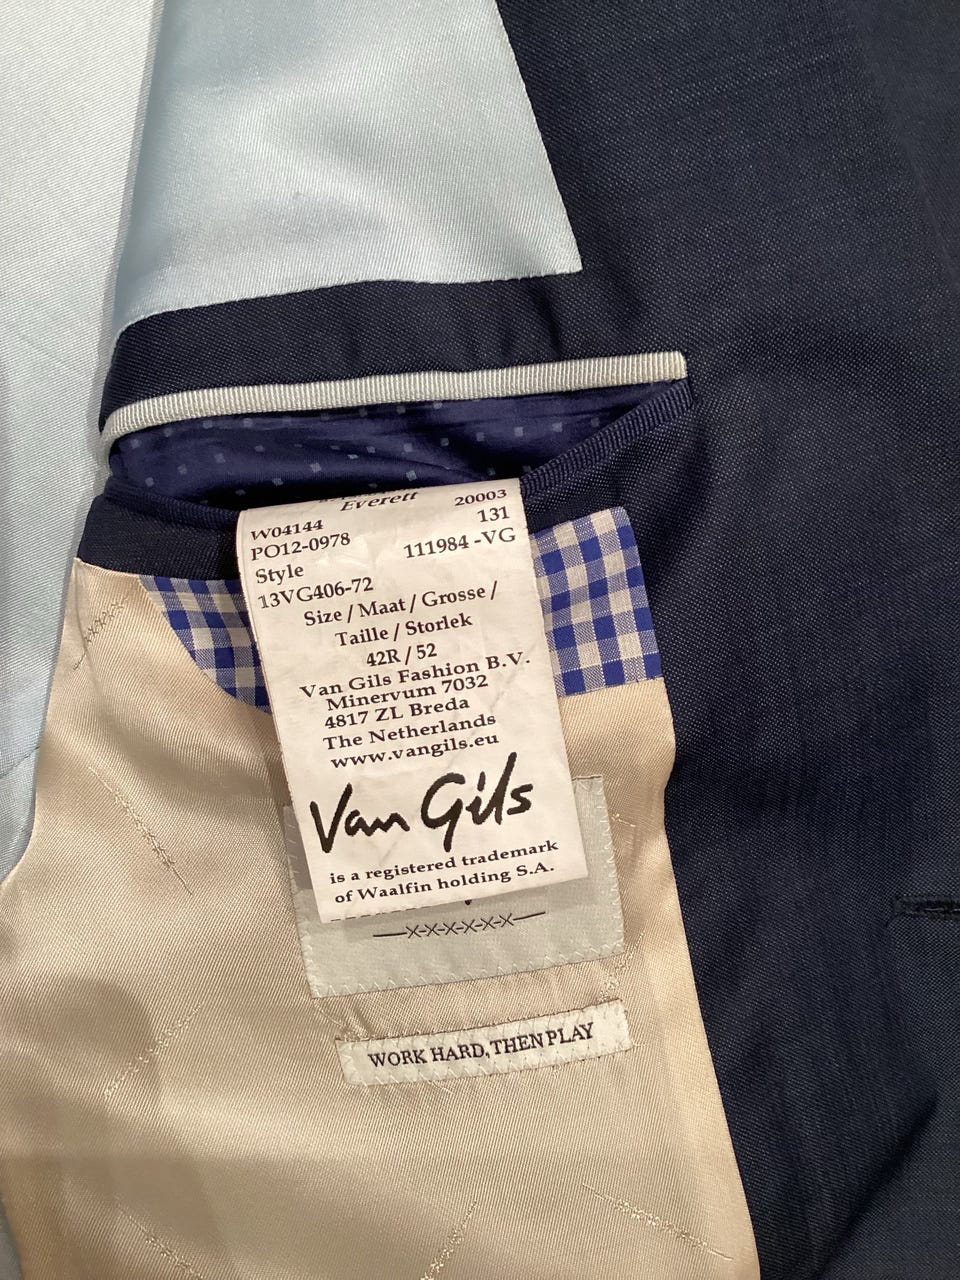 Everett
W04144 20003
PO12-0978 131
Style 111984 -VG
13VG406-72
Size / Maat / Grosse /
Taille / Storlek
42R / 52
Van Gils Fashion B.V.
Minervum 7032
4817 ZL Breda
The Netherlands
www.vangils.eu
Van Gils
is a registered trademark
of Waalfin holding S.A.
WORK HARD, THEN PLAY